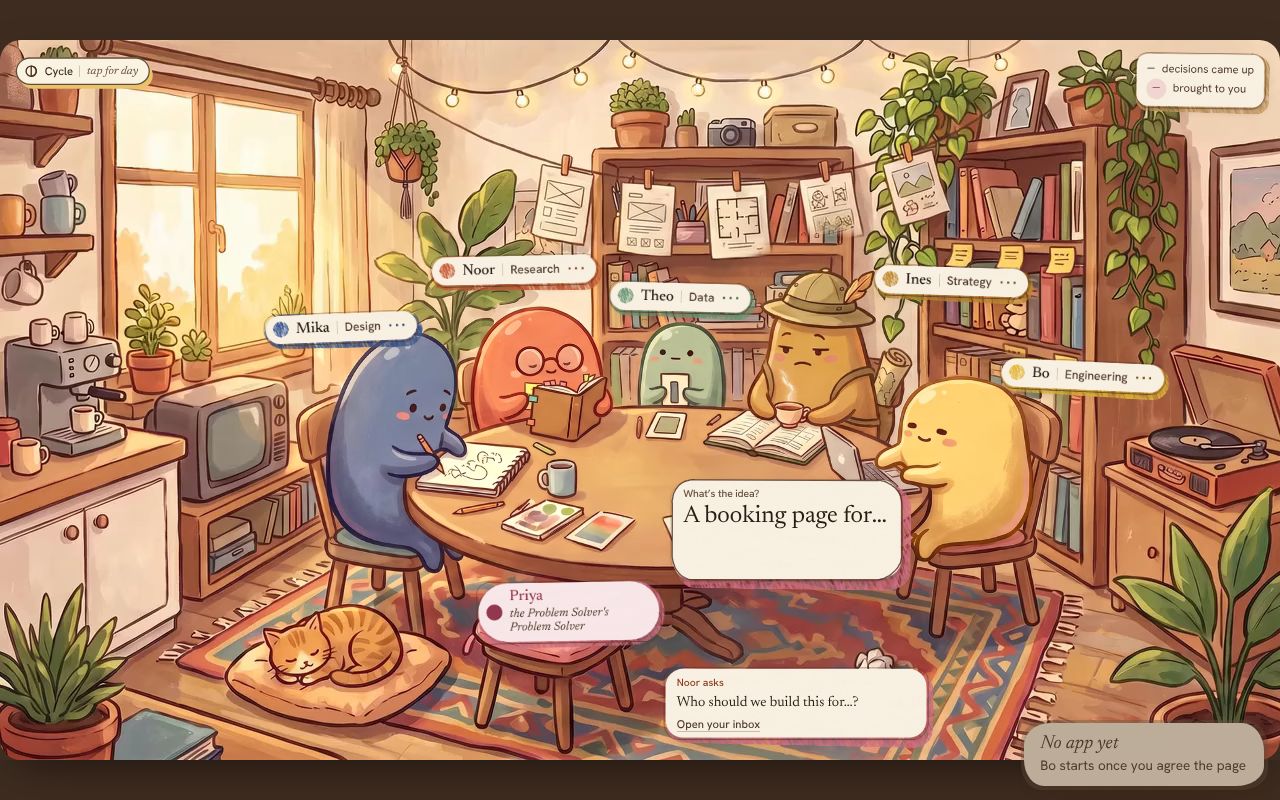 Cycle tap for day
– decisions came up
– brought to you
Noor Research ...
Ines Strategy ...
Theo Data ...
Mika Design ...
Bo Engineering ...
What's the idea?
A booking page for...
Priya
the Problem Solver's
Problem Solver
Noor asks
Who should we build this for...?
Open your inbox
No app yet
Bo starts once you agree the page